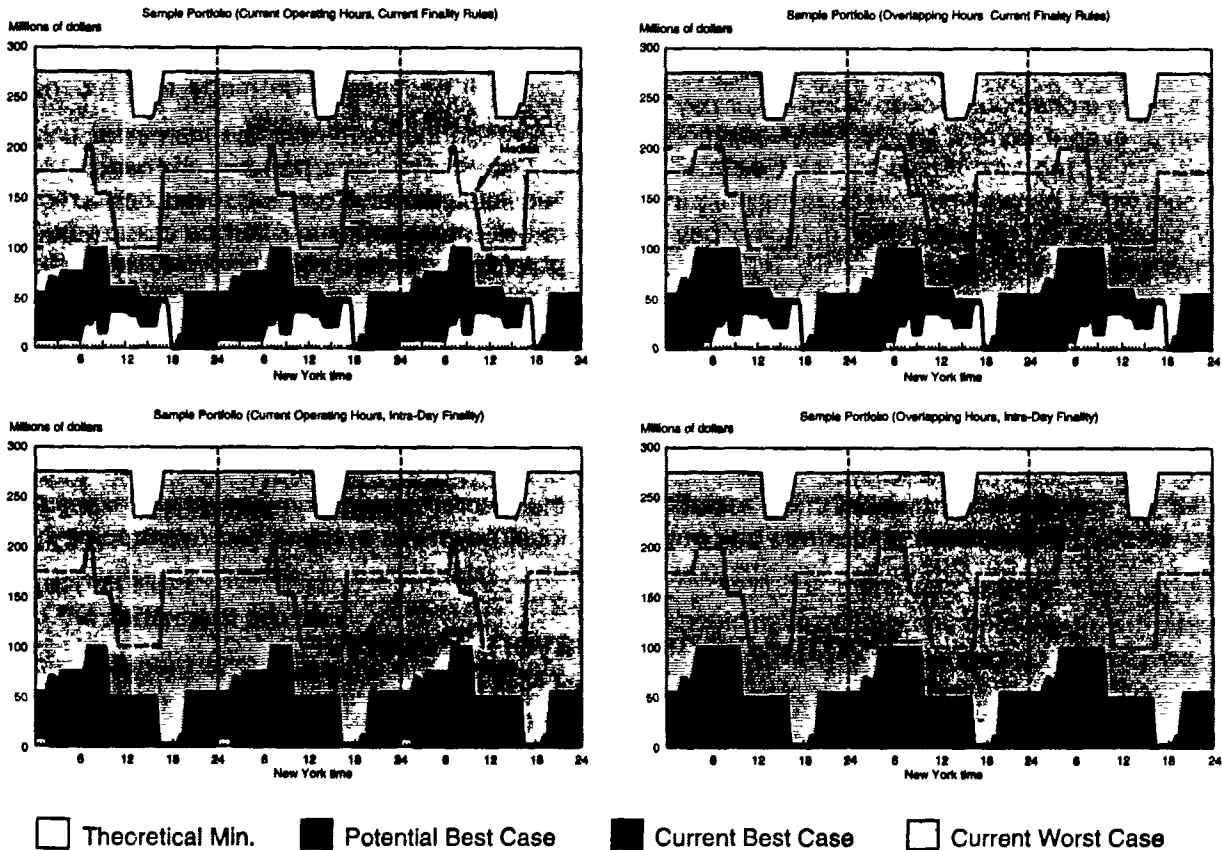 Sample Portfolio (Current Operating Hours, Current Finality Rules)
Millions of dollars
300
250
200
150
100
50
0
Median
6 12 18 24 6 12 18 24 6 12 18 24
New York time
Sample Portfolio (Overlapping Hours Current Finality Rules)
Millions of dollars
300
250
200
150
100
50
0
6 12 18 24 6 12 18 24 6 12 18 24
New York time
Sample Portfolio (Current Operating Hours, Intra-Day Finality)
Millions of dollars
300
250
200
150
100
50
0
6 12 18 24 6 12 18 24 6 12 18 24
New York time
Sample Portfolio (Overlapping Hours, Intra-Day Finality)
Millions of dollars
300
250
200
150
100
50
0
6 12 18 24 6 12 18 24 6 12 18 24
New York time
Theoretical Min. Potential Best Case Current Best Case Current Worst Case